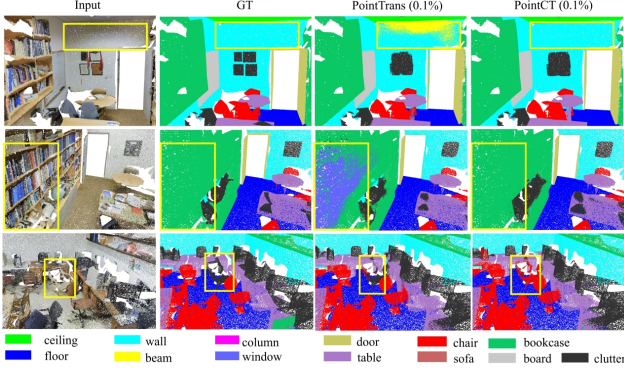 Input GT PointTrans (0.1%) PointCT (0.1%)
ceiling wall column door chair bookcase
floor beam window table sofa board clutter